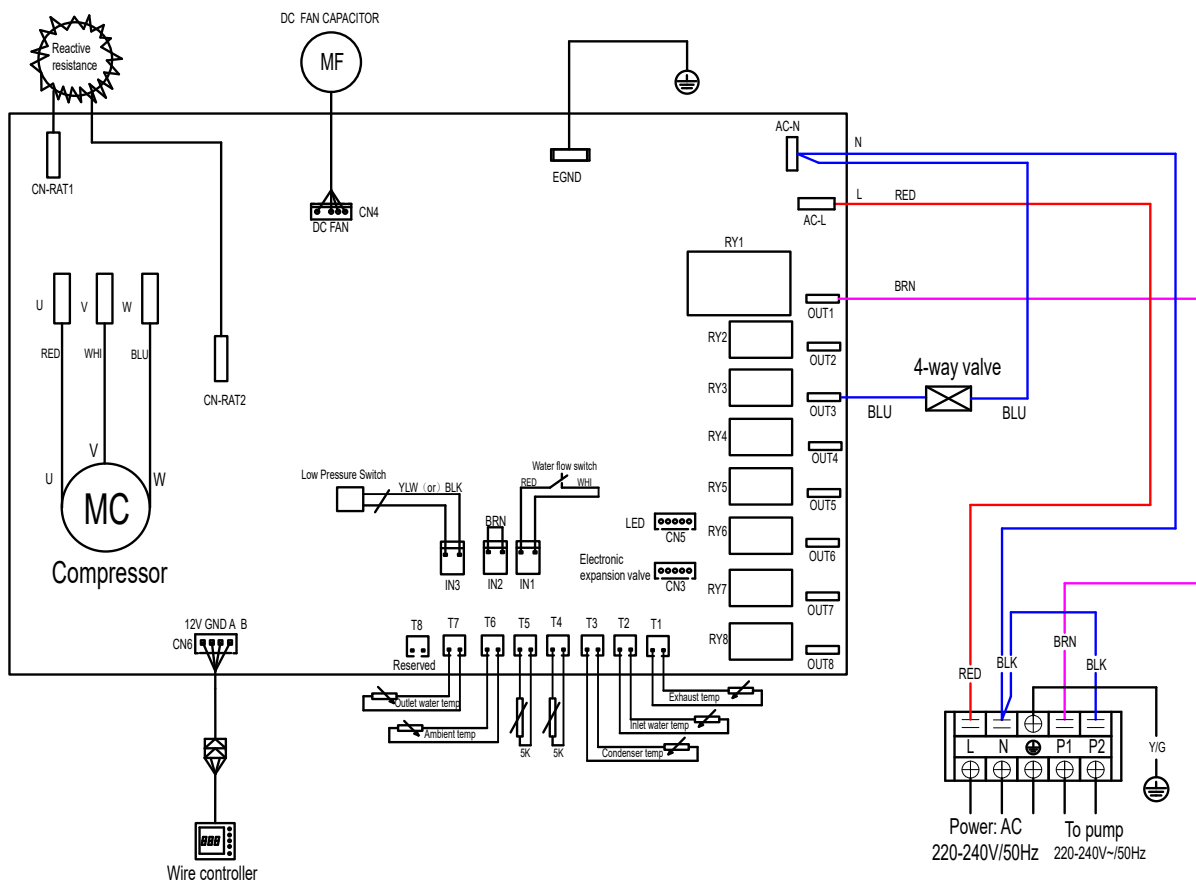 DC FAN CAPACITOR
Reactive
resistance
MF
AC-N
N
CN-RAT1
EGND
L
RED
AC-L
CN4
DC FAN
RY1
BRN
OUT1
U
V
W
RY2
OUT2
RED
WHI
BLU
4-way valve
RY3
OUT3
BLU
BLU
CN-RAT2
RY4
OUT4
V
U
W
MC
Compressor
Low Pressure Switch
YLW（or）BLK
Water flow switch
RED
WHI
BRN
IN3
IN2
IN1
RY5
OUT5
LED
CN5
RY6
OUT6
Electronic
expansion valve
CN3
RY7
OUT7
12V GND A B
CN6
T8
T7
T6
T5
T4
T3
T2
T1
Reserved
RY8
OUT8
BRN
RED
BLK
BLK
Outlet water temp
Exhaust temp
Ambient temp
Inlet water temp
5K
5K
Condenser temp
L
N
P1
P2
Y/G
Power: AC
220-240V/50Hz
To pump
220-240V~/50Hz
888
Wire controller